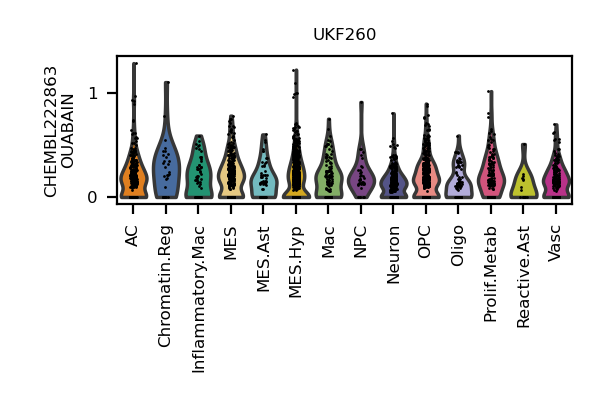 UKF260
CHEMBL222863
OUABAIN
1
0
AC
Chromatin.Reg
Inflammatory.Mac
MES
MES.Ast
MES.Hyp
Mac
NPC
Neuron
OPC
Oligo
Prolif.Metab
Reactive.Ast
Vasc